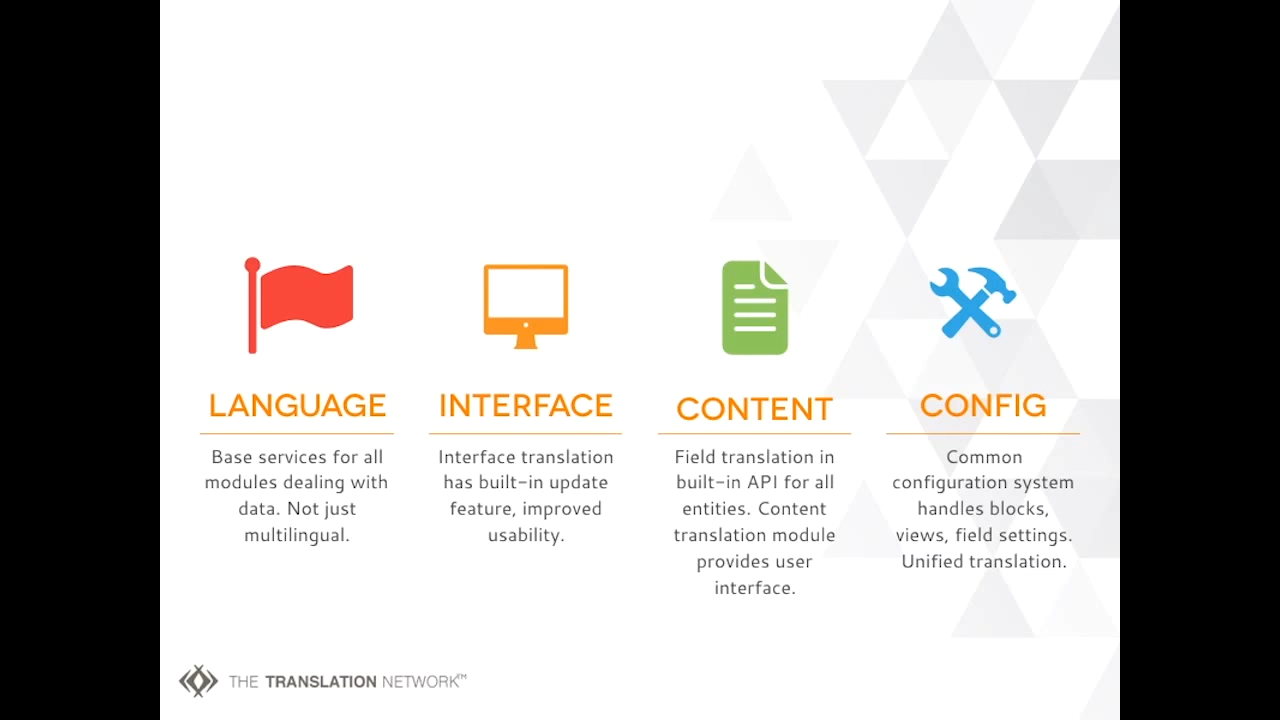 LANGUAGE
Base services for all
modules dealing with
data. Not just
multilingual.
INTERFACE
Interface translation
has built-in update
feature, improved
usability.
CONTENT
Field translation in
built-in API for all
entities. Content
translation module
provides user
interface.
CONFIG
Common
configuration system
handles blocks,
views, field settings.
Unified translation.
THE TRANSLATION NETWORK™